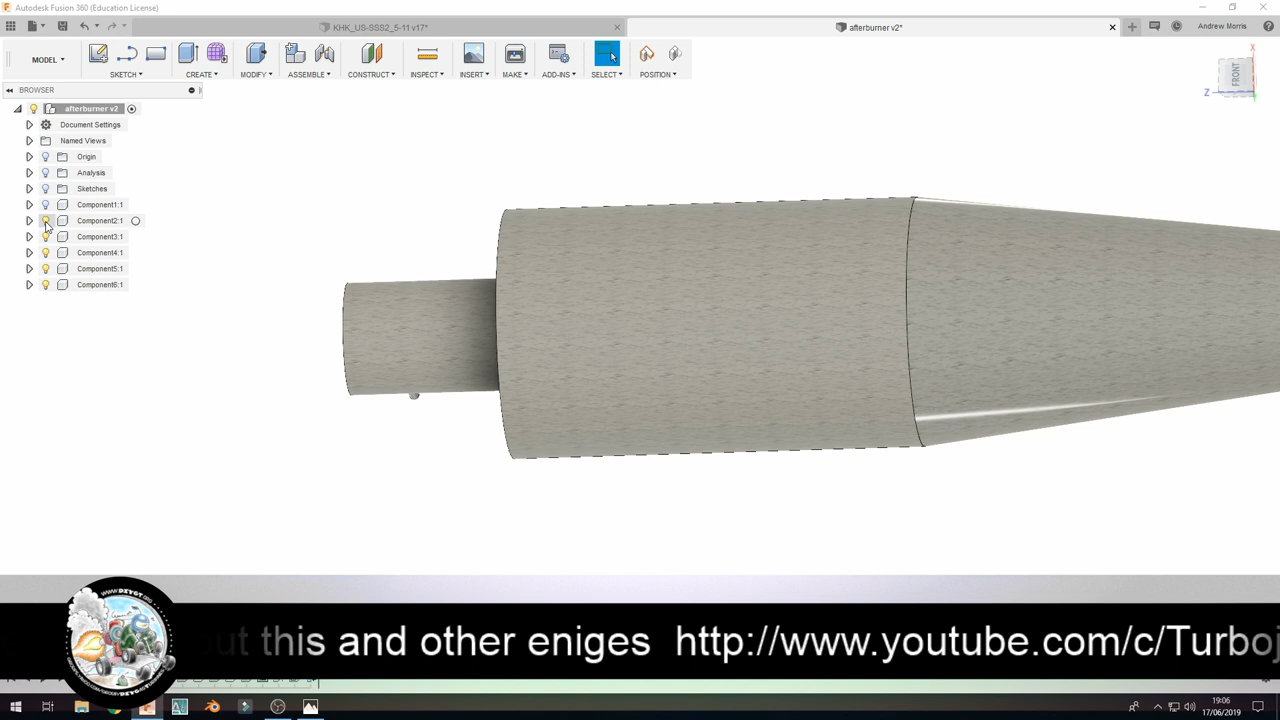 Autodesk Fusion 360 (Education License)
KHK_US-SSS2_5-11 v17*
afterburner v2*
Andrew Morris
MODEL
SKETCH
CREATE
MODIFY
ASSEMBLE
CONSTRUCT
INSPECT
INSERT
MAKE
ADD-INS
SELECT
POSITION
FRONT
X
Z
BROWSER
afterburner v2
Document Settings
Named Views
Origin
Analysis
Sketches
Component1:1
Component2:1
Component3:1
Component4:1
Component5:1
Component6:1
out this and other eniges http://www.youtube.com/c/Turboj
19:06
17/06/2019